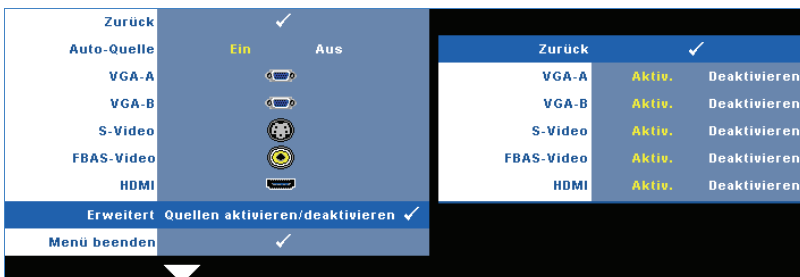 Zurück
Auto-Quelle Ein Aus
VGA-A
VGA-B
S-Video
FBAS-Video
HDMI
Erweitert Quellen aktivieren/deaktivieren
Menü beenden
Zurück
VGA-A Aktiv. Deaktivieren
VGA-B Aktiv. Deaktivieren
S-Video Aktiv. Deaktivieren
FBAS-Video Aktiv. Deaktivieren
HDMI Aktiv. Deaktivieren